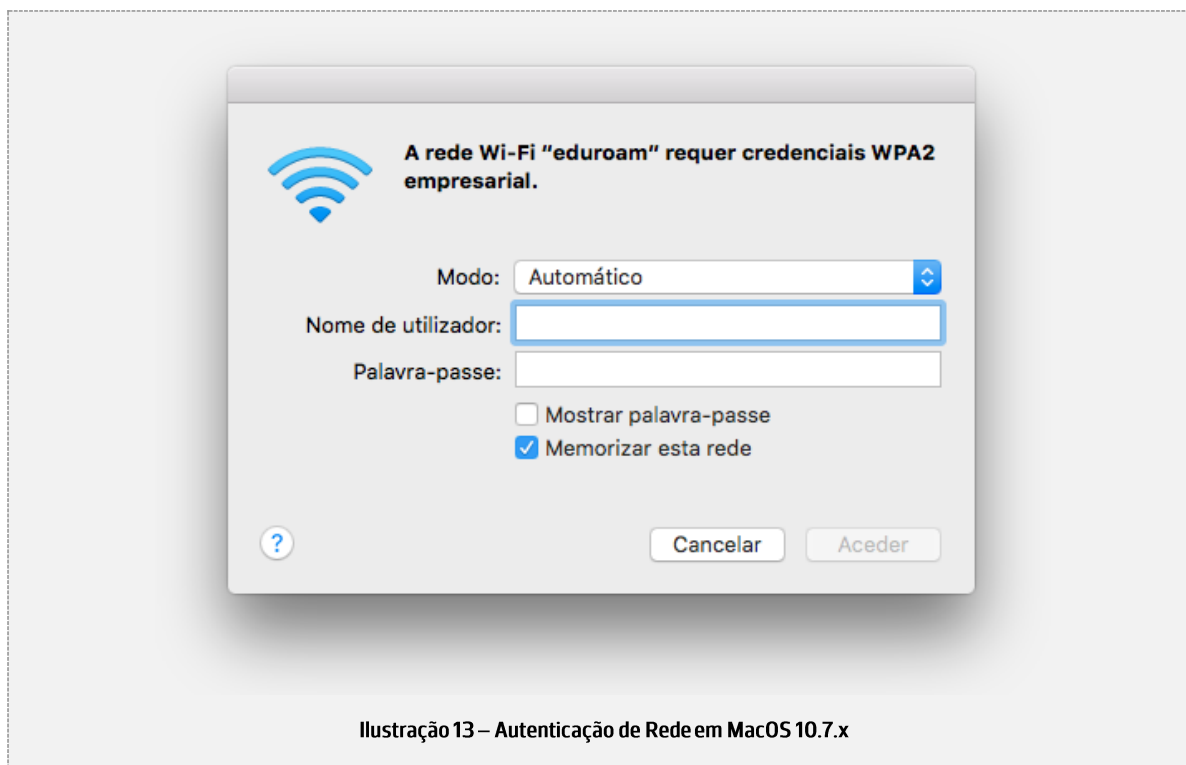 A rede Wi-Fi “eduroam” requer credenciais WPA2
empresarial.
Modo: Automático
Nome de utilizador:
Palavra-passe:
Mostrar palavra-passe
Memorizar esta rede
? Cancelar Aceder
Ilustração 13 – Autenticação de Rede em MacOS 10.7.x